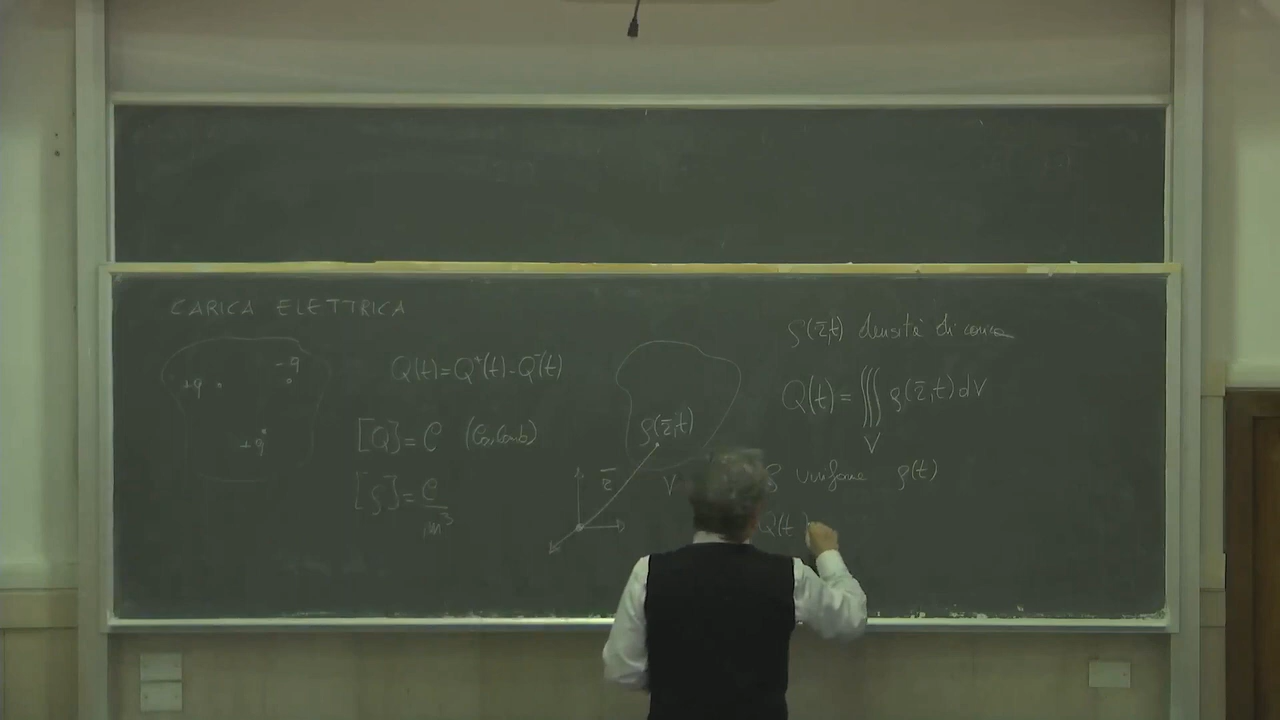 CARICA ELETTRICA
+q
-q
+q
Q(t)=Q⁺(t)-Q⁻(t)
[Q]=C (Coulomb)
[ρ]=C/m³
ρ(r̄,t)
r̄
V
ρ(r̄,t) densità di carica
Q(t)=∭ ρ(r̄,t)dV
V
ρ uniforme ρ(t)
Q(t)